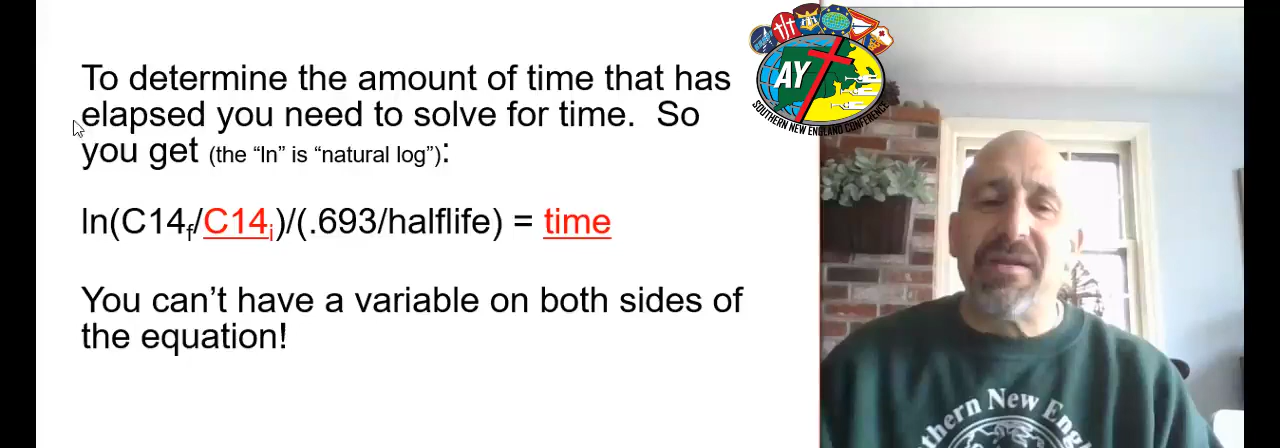 To determine the amount of time that has
elapsed you need to solve for time. So
you get (the “ln” is “natural log”):
ln(C14f/C14i)/(.693/halflife) = time
You can’t have a variable on both sides of
the equation!
AY
SOUTHERN NEW ENGLAND CONFERENCE
thern New Eng